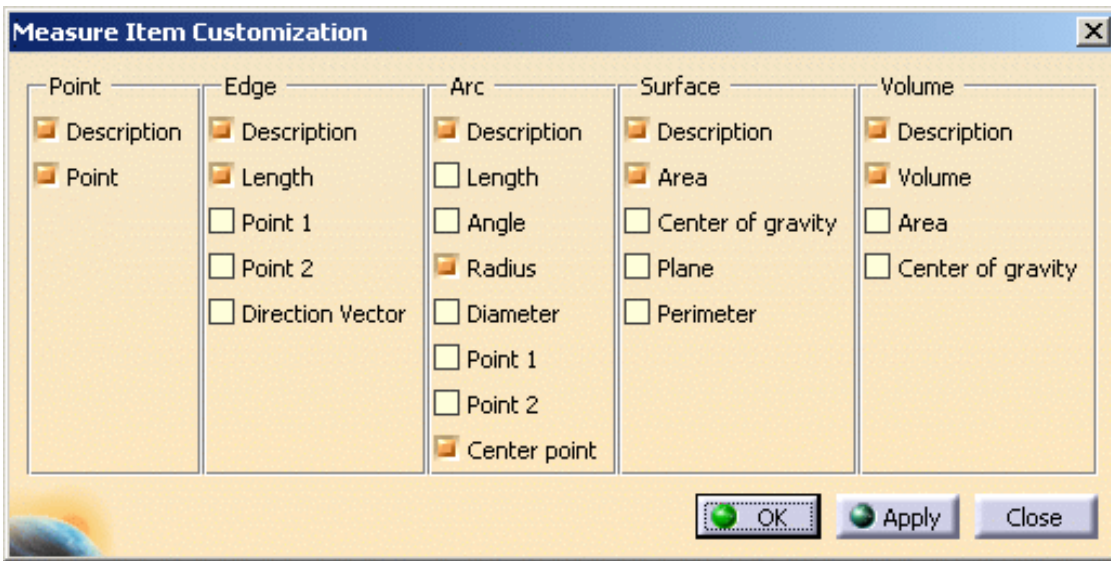 Measure Item Customization
Point
Description
Point
Edge
Description
Length
Point 1
Point 2
Direction Vector
Arc
Description
Length
Angle
Radius
Diameter
Point 1
Point 2
Center point
Surface
Description
Area
Center of gravity
Plane
Perimeter
Volume
Description
Volume
Area
Center of gravity
OK
Apply
Close